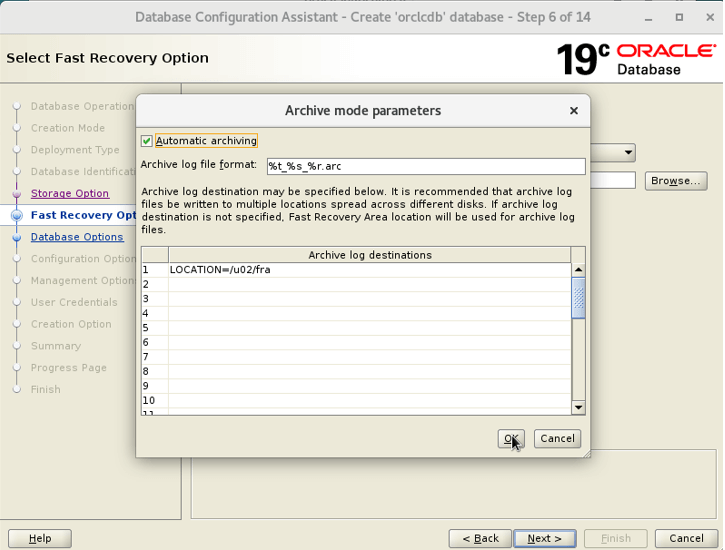 Database Configuration Assistant - Create 'orclcdb' database - Step 6 of 14
Select Fast Recovery Option
19c ORACLE
Database
Database Operation
Creation Mode
Deployment Type
Database Identificat
Storage Option
Fast Recovery Opt
Database Options
Configuration Option
Management Option
User Credentials
Creation Option
Summary
Progress Page
Finish
Archive mode parameters
Automatic archiving
Archive log file format: %t_%s_%r.arc
Archive log destination may be specified below. It is recommended that archive log
files be written to multiple locations spread across different disks. If archive log
destination is not specified, Fast Recovery Area location will be used for archive log
files.
Archive log destinations
1 LOCATION=/u02/fra
2
3
4
5
6
7
8
9
10
11
OK
Cancel
Browse...
Help
< Back
Next >
Finish
Cancel